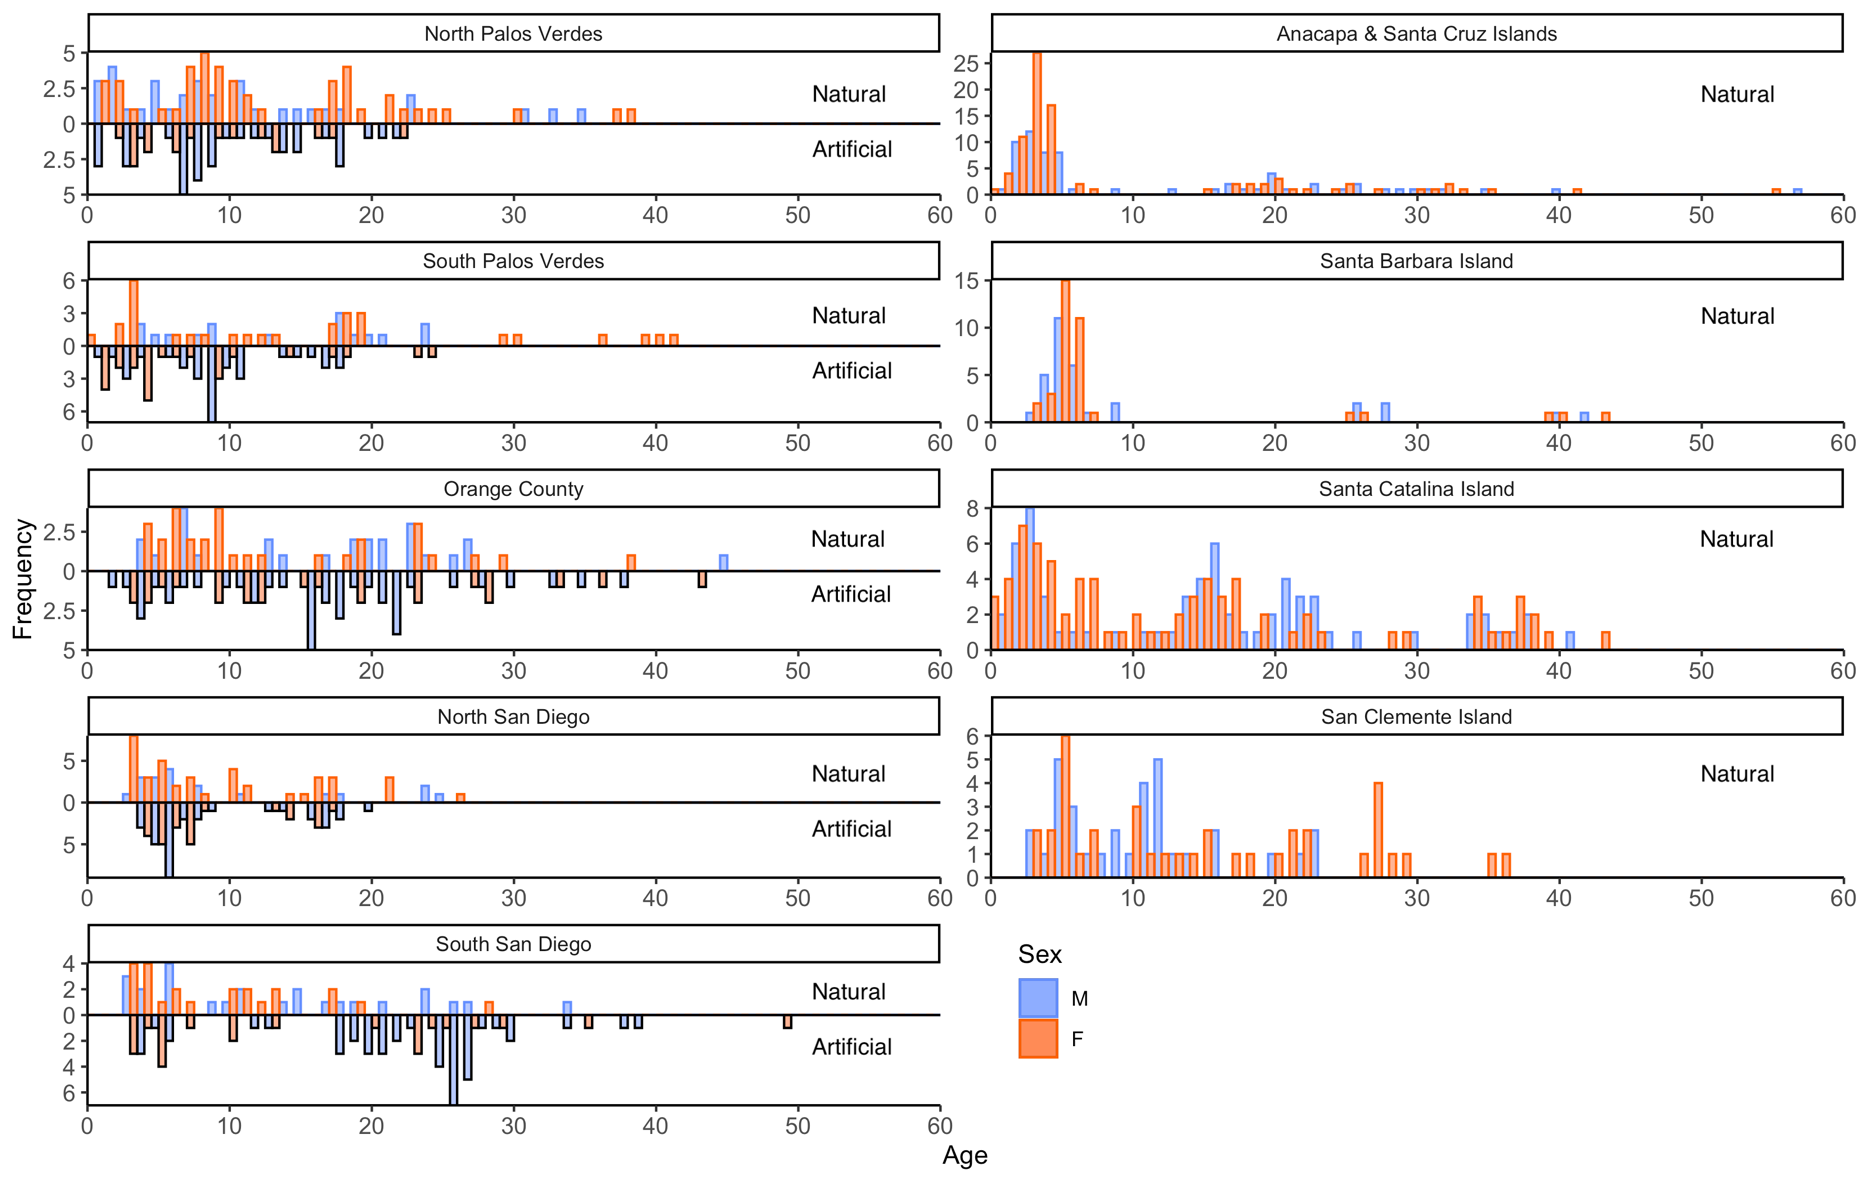 North Palos Verdes
5
2.5
0
2.5
5
Natural
Artificial
0 10 20 30 40 50 60
Anacapa & Santa Cruz Islands
25
20
15
10
5
0
Natural
0 10 20 30 40 50 60
South Palos Verdes
6
3
0
3
6
Natural
Artificial
0 10 20 30 40 50 60
Santa Barbara Island
15
10
5
0
Natural
0 10 20 30 40 50 60
Orange County
2.5
0
2.5
5
Natural
Artificial
0 10 20 30 40 50 60
Santa Catalina Island
8
6
4
2
0
Natural
0 10 20 30 40 50 60
North San Diego
5
0
5
Natural
Artificial
0 10 20 30 40 50 60
San Clemente Island
6
5
4
3
2
1
0
Natural
0 10 20 30 40 50 60
South San Diego
4
2
0
2
4
6
Natural
Artificial
0 10 20 30 40 50 60
Sex
M
F
Frequency
Age